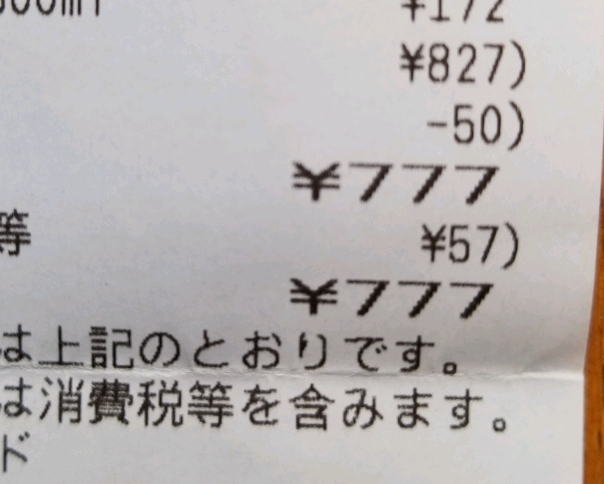 ¥172
¥827)
-50)
¥777
等 ¥57)
¥777
は上記のとおりです。
は消費税等を含みます。
ド